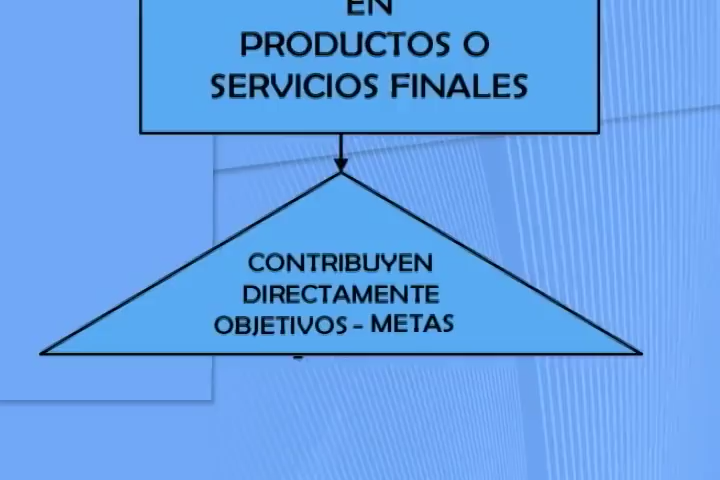 EN
PRODUCTOS O
SERVICIOS FINALES
CONTRIBUYEN
DIRECTAMENTE
OBJETIVOS - METAS